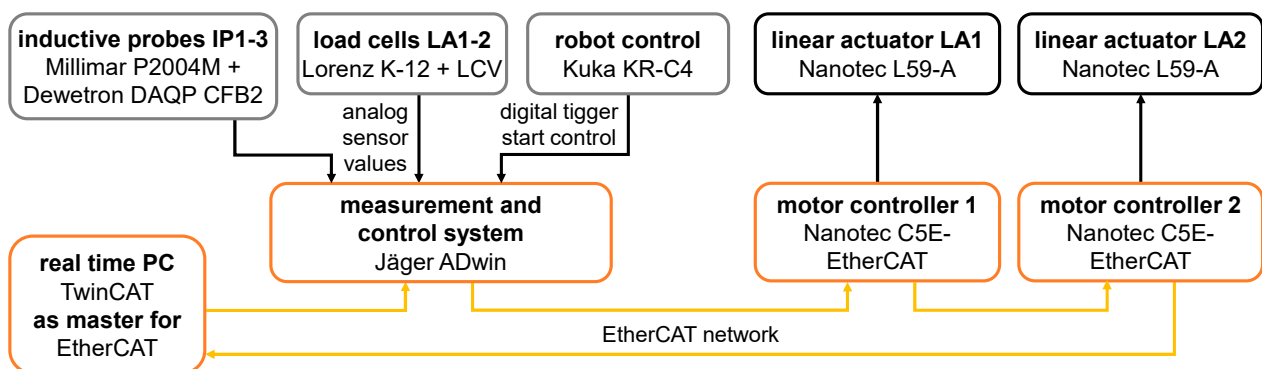 inductive probes IP1-3
Millimar P2004M +
Dewetron DAQP CFB2
load cells LA1-2
Lorenz K-12 + LCV
robot control
Kuka KR-C4
linear actuator LA1
Nanotec L59-A
linear actuator LA2
Nanotec L59-A
analog
sensor
values
digital tigger
start control
measurement and
control system
Jäger ADwin
motor controller 1
Nanotec C5E-
EtherCAT
motor controller 2
Nanotec C5E-
EtherCAT
real time PC
TwinCAT
as master for
EtherCAT
EtherCAT network